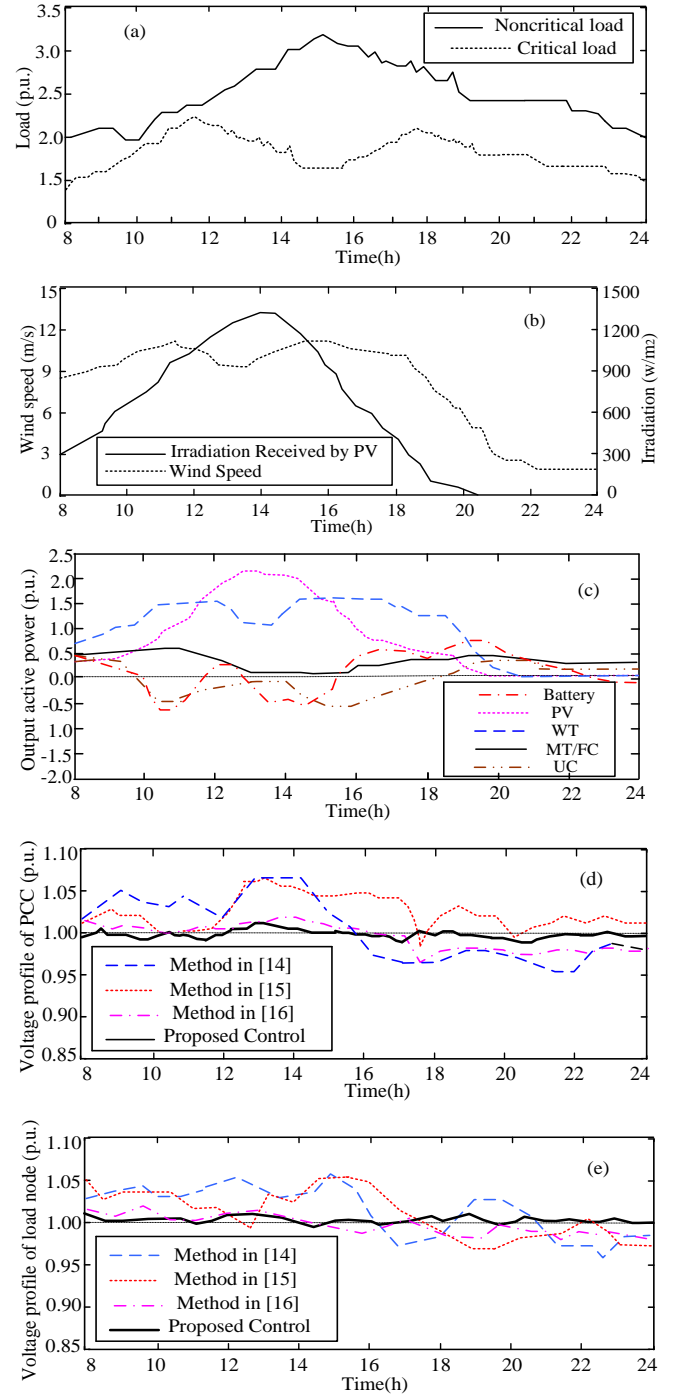 (a)
Noncritical load
Critical load
Load (p.u.)
3.5
3.0
2.5
2.0
1.5
0
8 10 12 14 16 18 20 22 24
Time(h)
(b)
Wind speed (m/s)
15
12
9
6
3
0
Irradiation (w/m2)
1500
1200
900
600
300
0
Irradiation Received by PV
Wind Speed
8 10 12 14 16 18 20 22 24
Time(h)
(c)
Output active power (p.u.)
2.5
2.0
1.5
1.0
0.5
0.0
-0.5
-1.0
-1.5
-2.0
Battery
PV
WT
MT/FC
UC
8 10 12 14 16 18 20 22 24
Time(h)
(d)
Voltage profile of PCC (p.u.)
1.10
1.05
1.00
0.95
0.90
0.85
Method in [14]
Method in [15]
Method in [16]
Proposed Control
8 10 12 14 16 18 20 22 24
Time(h)
(e)
Voltage profile of load node (p.u.)
1.10
1.05
1.00
0.95
0.90
0.85
Method in [14]
Method in [15]
Method in [16]
Proposed Control
8 10 12 14 16 18 20 22 24
Time(h)